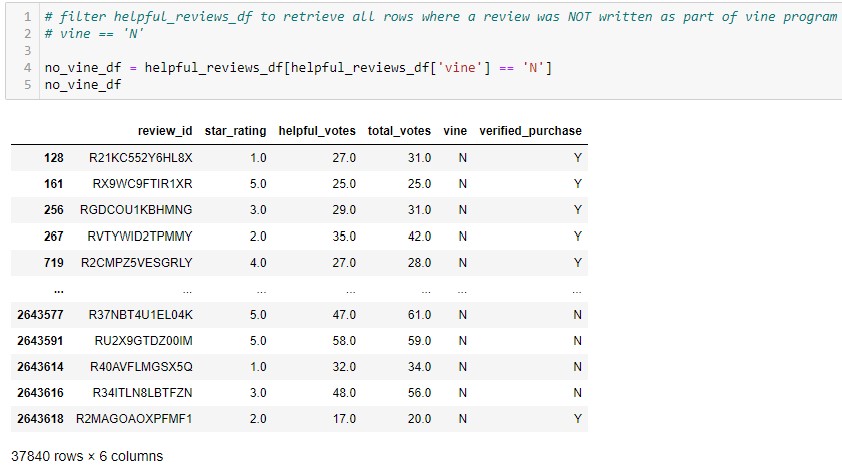 1 # filter helpful_reviews_df to retrieve all rows where a review was NOT written as part of vine program
2 # vine == 'N'
3
4 no_vine_df = helpful_reviews_df[helpful_reviews_df['vine'] == 'N']
5 no_vine_df
review_id star_rating helpful_votes total_votes vine verified_purchase
128 R21KC552Y6HL8X 1.0 27.0 31.0 N Y
161 RX9WC9FTIR1XR 5.0 25.0 25.0 N Y
256 RGDCOU1KBHMNG 3.0 29.0 31.0 N Y
267 RVTYWID2TPMMY 2.0 35.0 42.0 N Y
719 R2CMPZ5VESGRLY 4.0 27.0 28.0 N Y
... ... ... ... ... ... ...
2643577 R37NBT4U1EL04K 5.0 47.0 61.0 N N
2643591 RU2X9GTDZ00IM 5.0 58.0 59.0 N N
2643614 R40AVFLMGSX5Q 1.0 32.0 34.0 N N
2643616 R34ITLN8LBTFZN 3.0 48.0 56.0 N N
2643618 R2MAGOAOXPFMF1 2.0 17.0 20.0 N Y
37840 rows × 6 columns